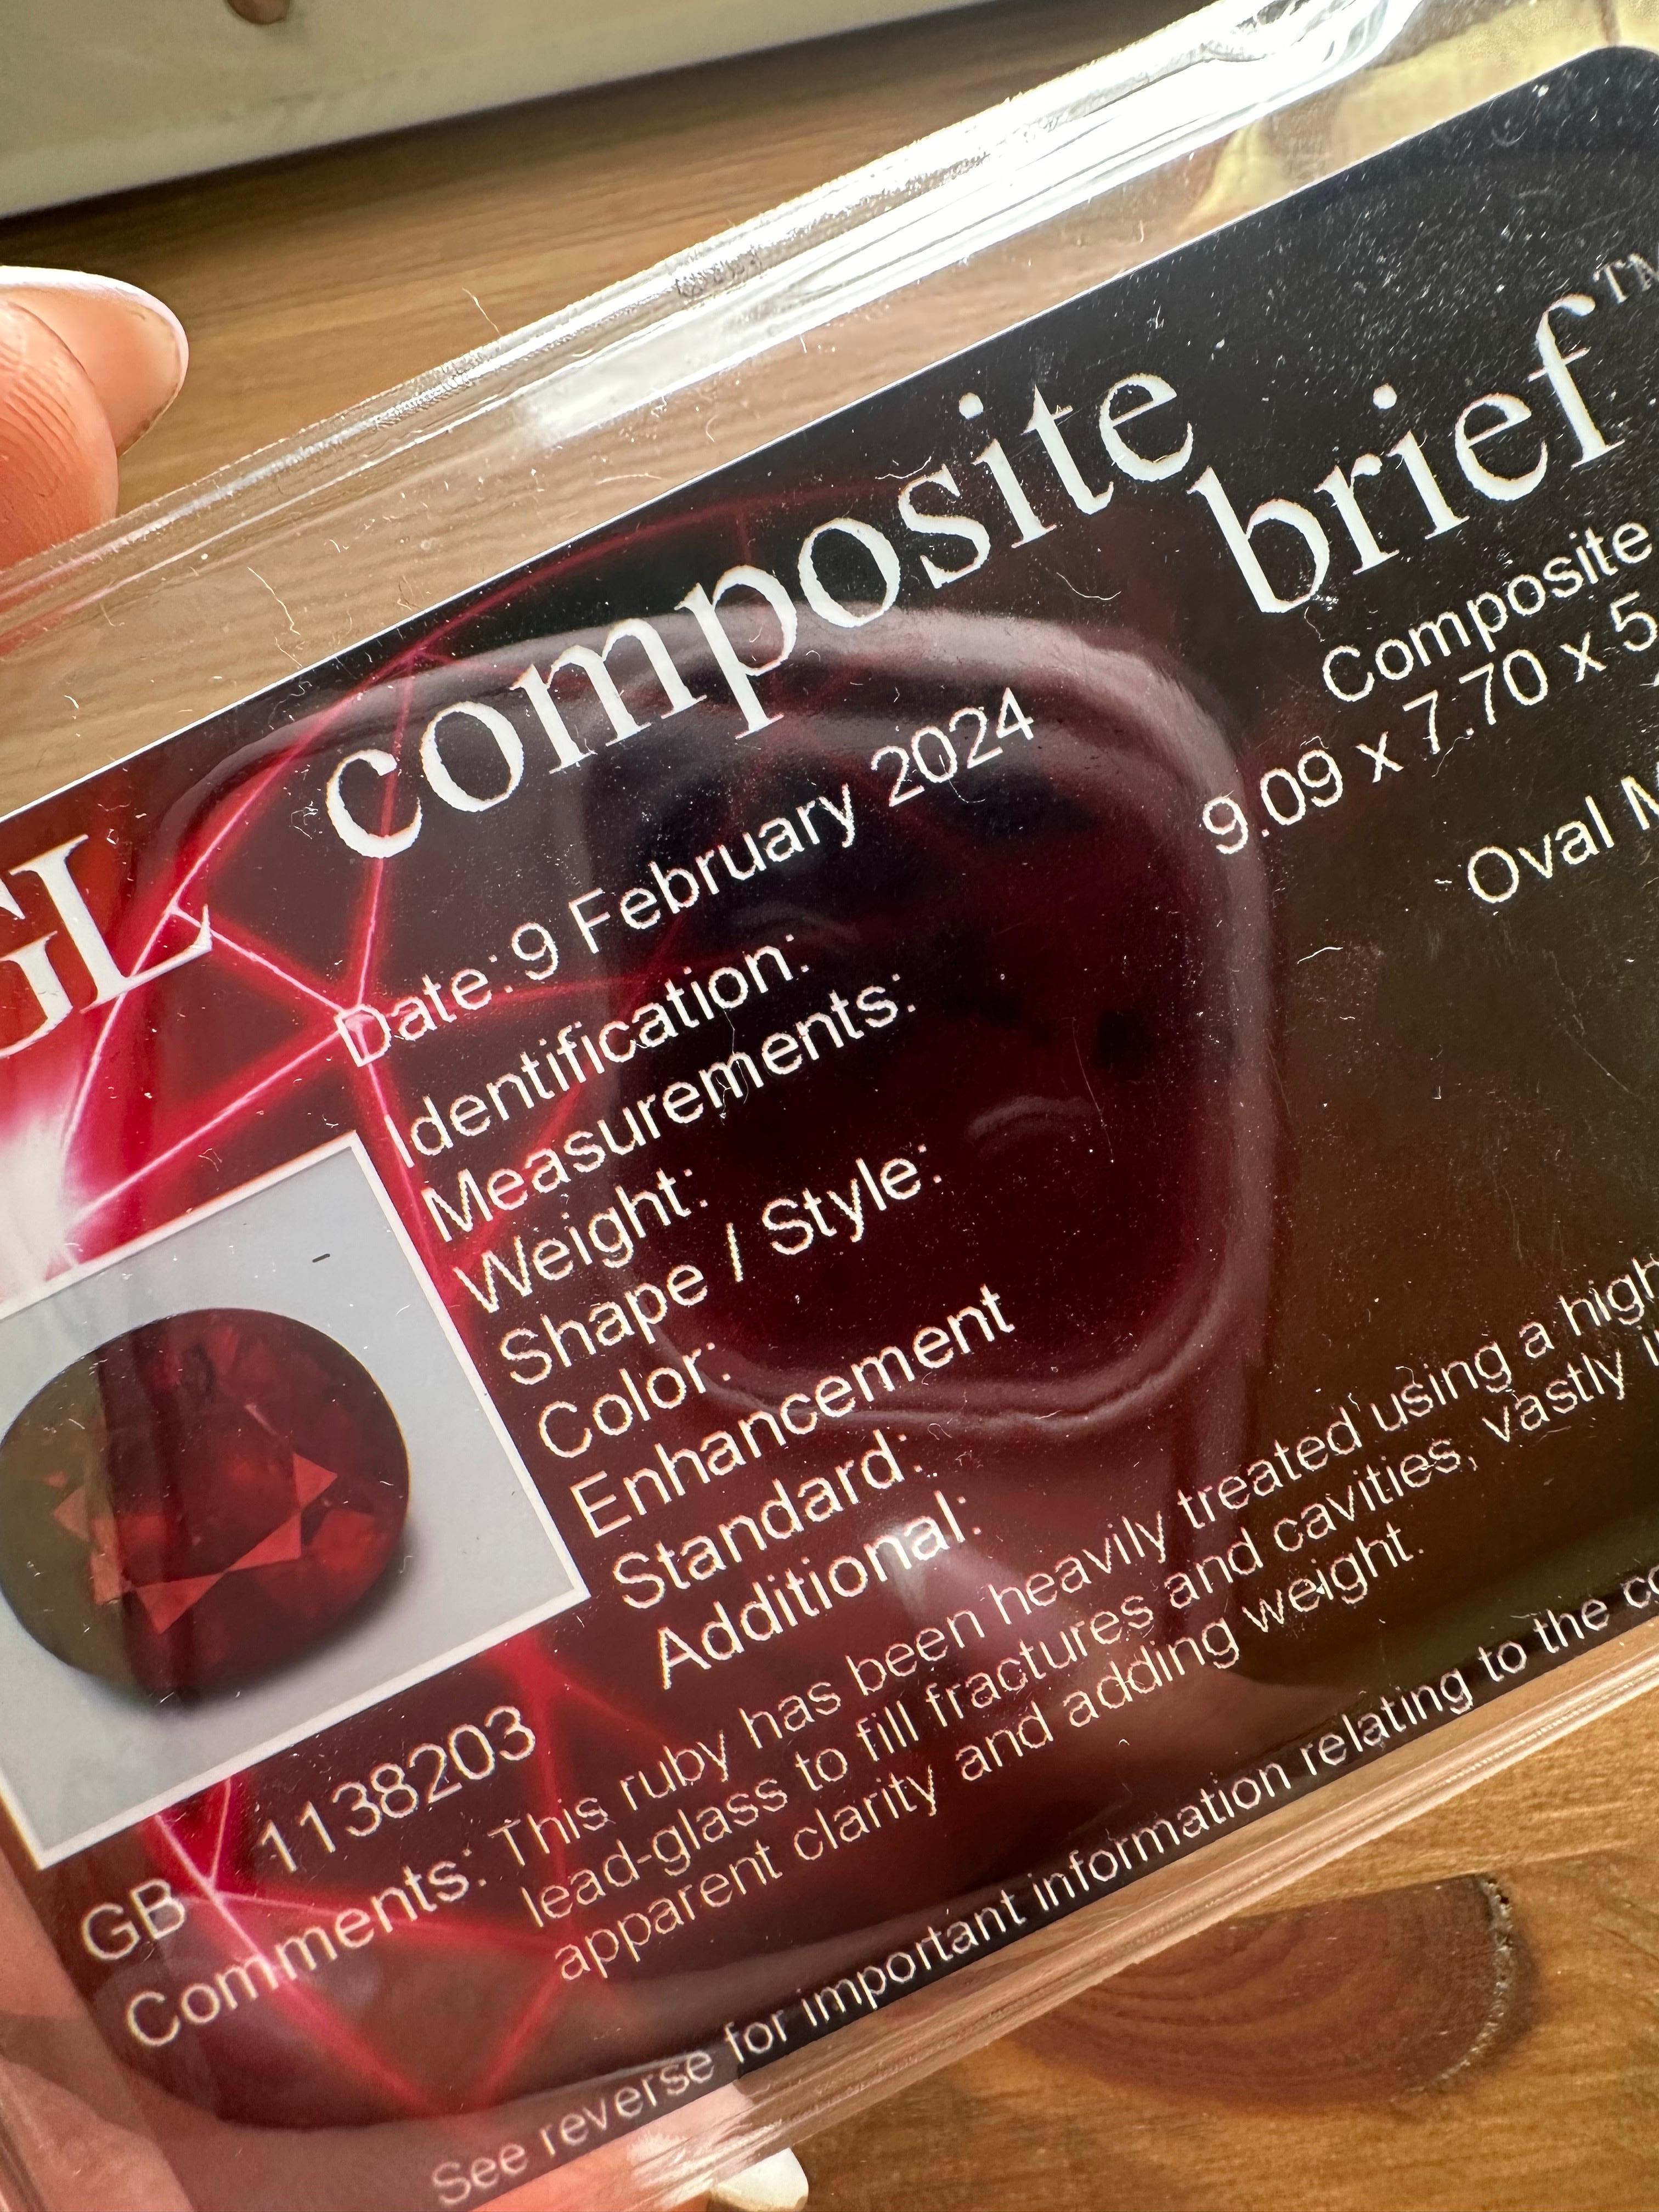 GL composite
brief™
Date: 9 February 2024
Identification: Composite
Measurements: 9.09 x 7.70 x 5
Weight:
Shape / Style: Oval M
Color:
Enhancement
Standard:
Additional:
GB 1138203
Comments: This ruby has been heavily treated using a high
lead-glass to fill fractures and cavities, vastly
apparent clarity and adding weight.
See reverse for important information relating to the